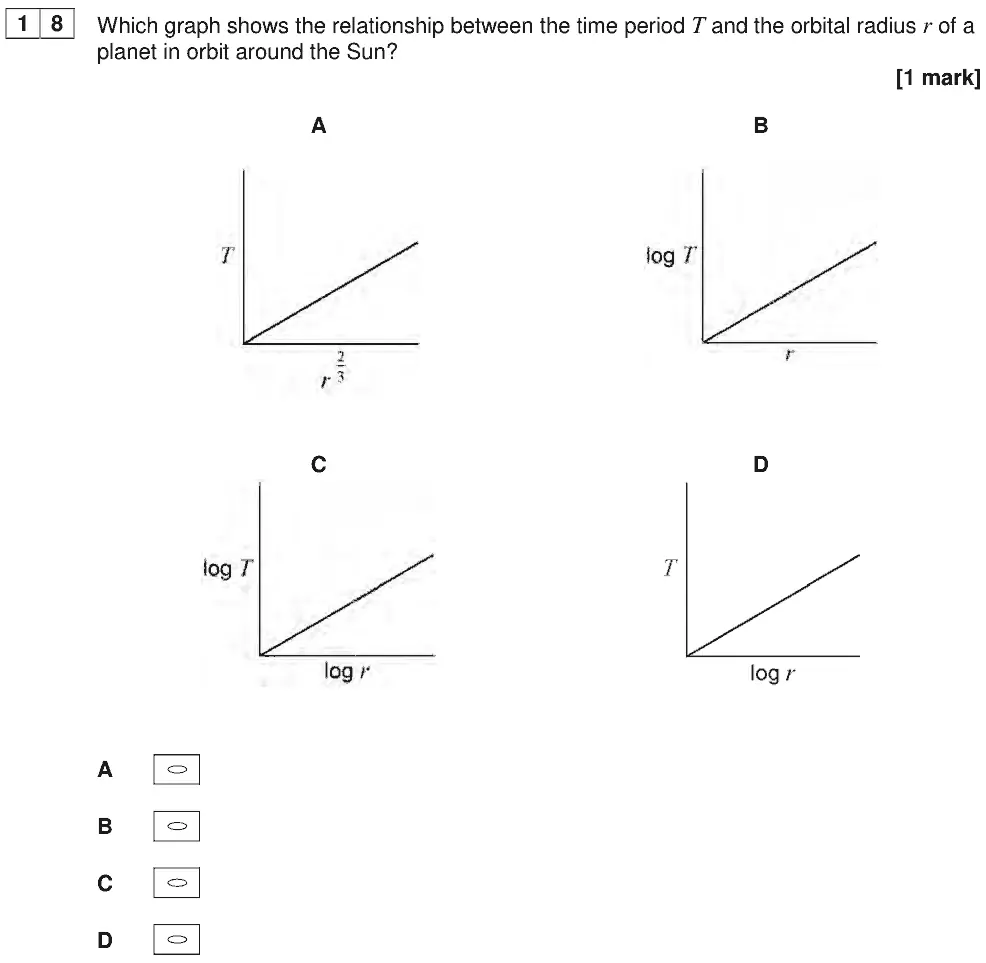 1 8 Which graph shows the relationship between the time period T and the orbital radius r of a
planet in orbit around the Sun?
[1 mark]
A
B
T
r^{2/3}
log T
r
C
D
log T
log r
T
log r
A
B
C
D